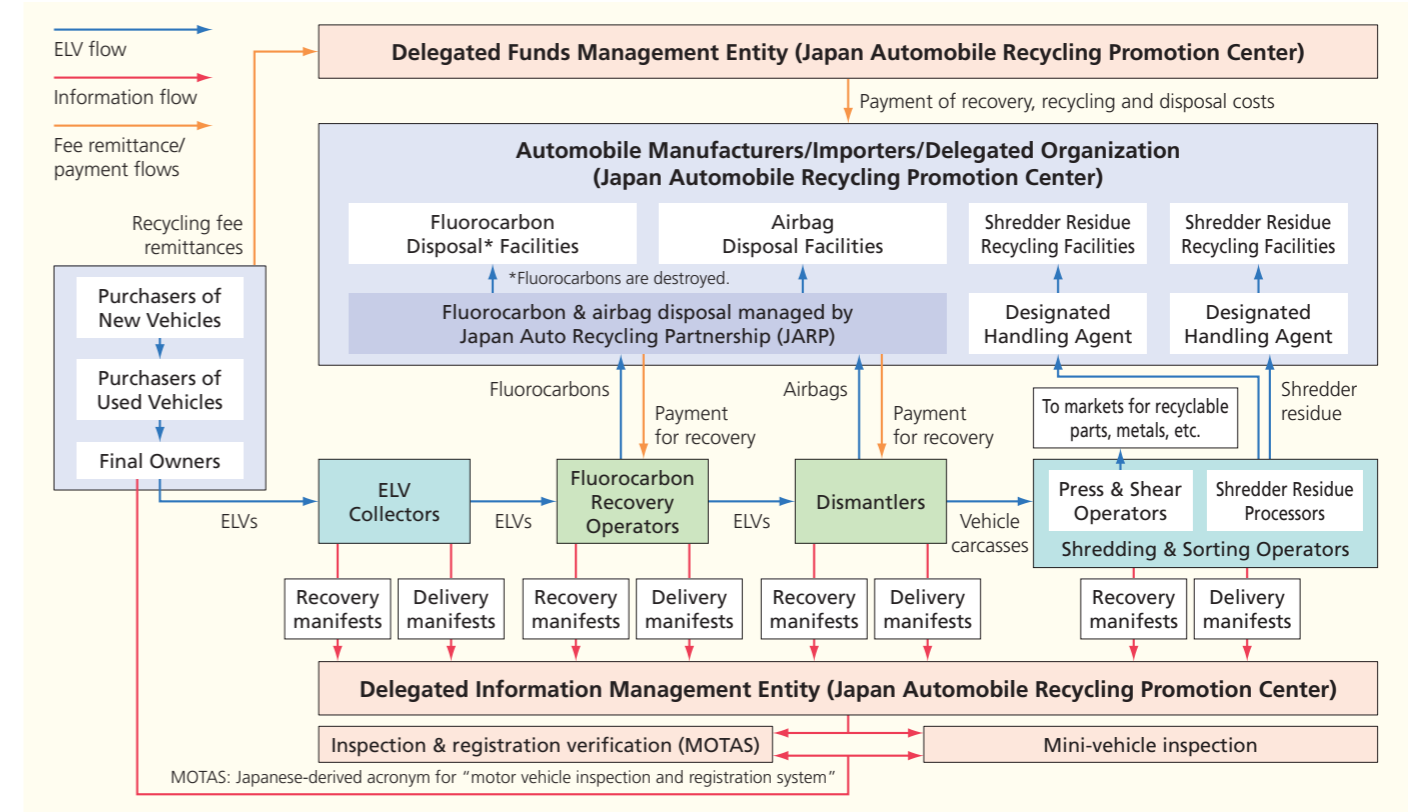 ELV flow
Information flow
Fee remittance/
payment flows
Delegated Funds Management Entity (Japan Automobile Recycling Promotion Center)
Payment of recovery, recycling and disposal costs
Recycling fee
remittances
Automobile Manufacturers/Importers/Delegated Organization
(Japan Automobile Recycling Promotion Center)
Fluorocarbon
Disposal* Facilities
Airbag
Disposal Facilities
Shredder Residue
Recycling Facilities
Shredder Residue
Recycling Facilities
*Fluorocarbons are destroyed.
Fluorocarbon & airbag disposal managed by
Japan Auto Recycling Partnership (JARP)
Designated
Handling Agent
Designated
Handling Agent
Purchasers of
New Vehicles
Purchasers of
Used Vehicles
Final Owners
Fluorocarbons
Payment
for recovery
Airbags
Payment
for recovery
To markets for recyclable
parts, metals, etc.
Shredder
residue
ELVs
ELV
Collectors
ELVs
Fluorocarbon
Recovery
Operators
ELVs
Dismantlers
Vehicle
carcasses
Press & Shear
Operators
Shredder Residue
Processors
Shredding & Sorting Operators
Recovery
manifests
Delivery
manifests
Recovery
manifests
Delivery
manifests
Recovery
manifests
Delivery
manifests
Recovery
manifests
Delivery
manifests
Delegated Information Management Entity (Japan Automobile Recycling Promotion Center)
Inspection & registration verification (MOTAS)
Mini-vehicle inspection
MOTAS: Japanese-derived acronym for “motor vehicle inspection and registration system”